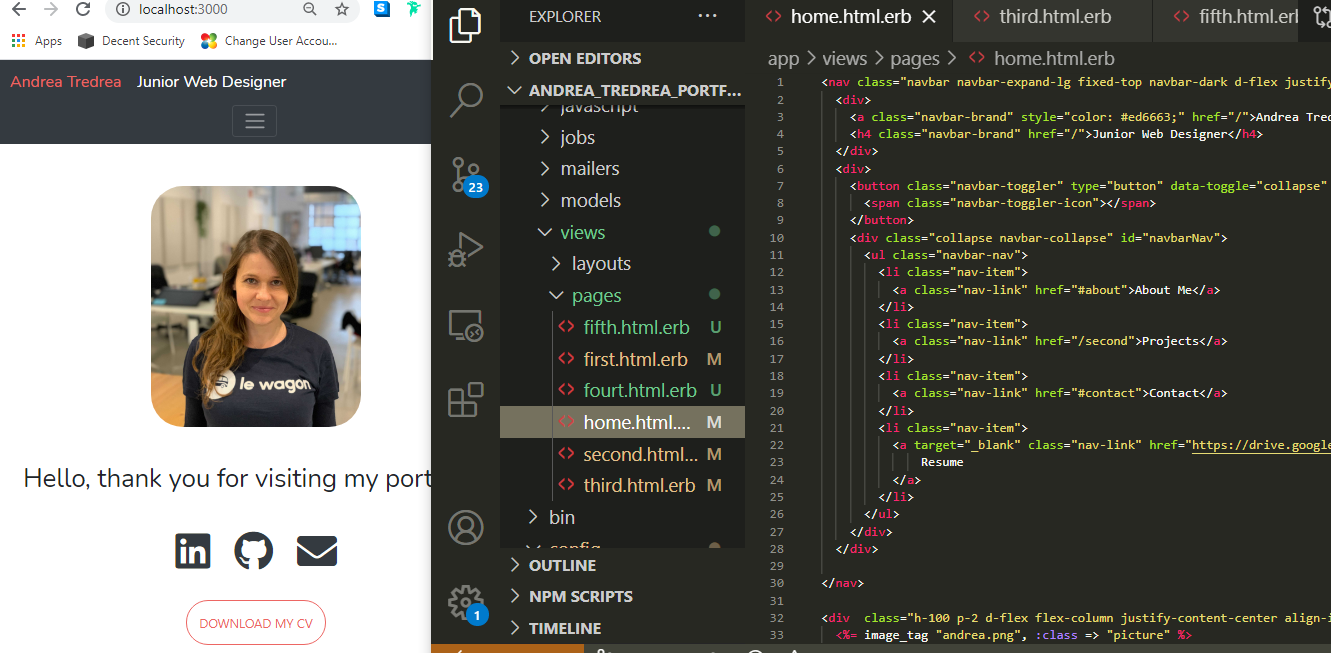 localhost:3000
S
Apps
Decent Security
Change User Accou...
Andrea Tredrea
Junior Web Designer
le wagon
Hello, thank you for visiting my port
in
DOWNLOAD MY CV
23
1
EXPLORER
...
OPEN EDITORS
ANDREA_TREDREA_PORTF...
javascript
jobs
mailers
models
views
layouts
pages
fifth.html.erb U
first.html.erb M
fourt.html.erb U
home.html.... M
second.html... M
third.html.erb M
bin
config
OUTLINE
NPM SCRIPTS
TIMELINE
home.html.erb
third.html.erb
fifth.html.erl
app > views > pages > <> home.html.erb
1 <nav class="navbar navbar-expand-lg fixed-top navbar-dark d-flex justify
2 <div>
3 <a class="navbar-brand" style="color: #ed6663;" href="/">Andrea Tred
4 <h4 class="navbar-brand" href="/">Junior Web Designer</h4>
5 </div>
6 <div>
7 <button class="navbar-toggler" type="button" data-toggle="collapse"
8 <span class="navbar-toggler-icon"></span>
9 </button>
10 <div class="collapse navbar-collapse" id="navbarNav">
11 <ul class="navbar-nav">
12 <li class="nav-item">
13 <a class="nav-link" href="#about">About Me</a>
14 </li>
15 <li class="nav-item">
16 <a class="nav-link" href="/second">Projects</a>
17 </li>
18 <li class="nav-item">
19 <a class="nav-link" href="#contact">Contact</a>
20 </li>
21 <li class="nav-item">
22 <a target="_blank" class="nav-link" href="https://drive.google
23 Resume
24 </a>
25 </li>
26 </ul>
27 </div>
28 </div>
29
30 </nav>
31
32 <div class="h-100 p-2 d-flex flex-column justify-content-center align-i
33 <%= image_tag "andrea.png", :class => "picture" %>